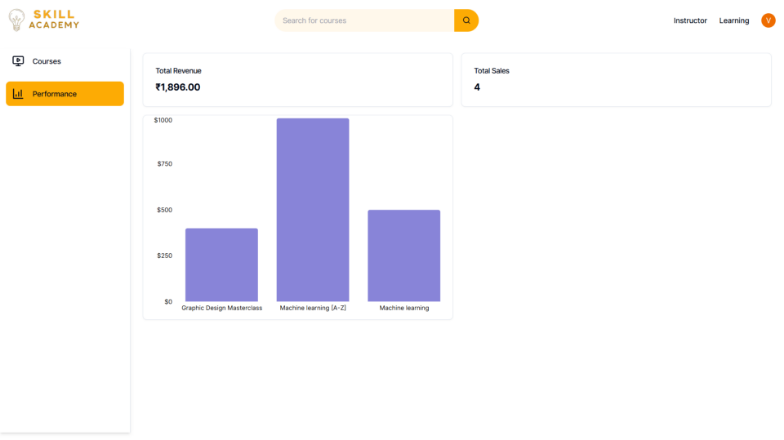 SKILL
ACADEMY
Search for courses
Instructor
Learning
V
Courses
Performance
Total Revenue
₹1,896.00
Total Sales
4
$1000
$750
$500
$250
$0
Graphic Design Masterclass
Machine learning [A-Z]
Machine learning